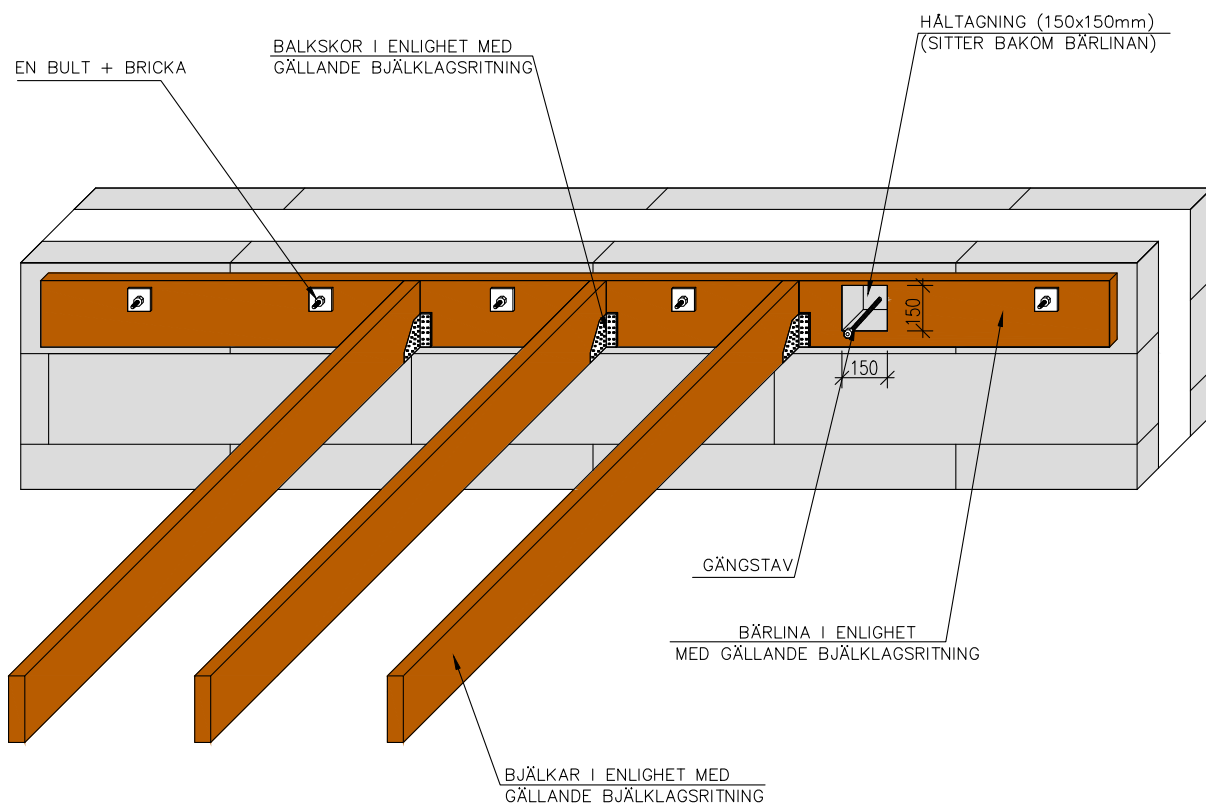 HÅLTAGNING (150x150mm)
(SITTER BAKOM BÄRLINAN)
BALKSKOR I ENLIGHET MED
GÄLLANDE BJÄLKLAGSRITNING
EN BULT + BRICKA
150
150
GÄNGSTAV
BÄRLINA I ENLIGHET
MED GÄLLANDE BJÄLKLAGSRITNING
BJÄLKAR I ENLIGHET MED
GÄLLANDE BJÄLKLAGSRITNING